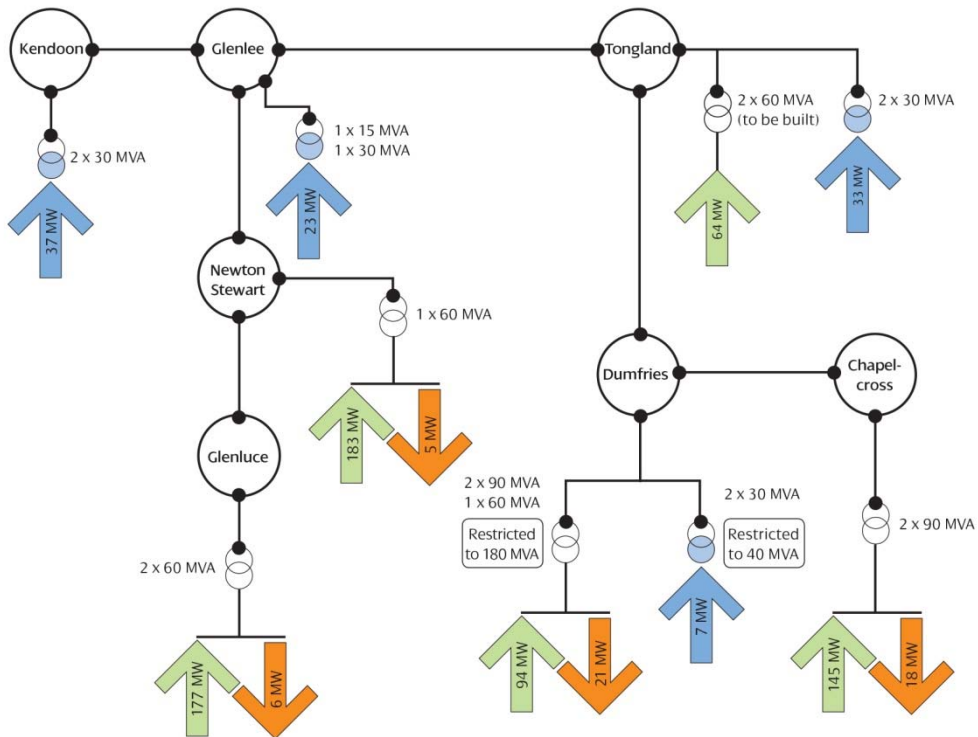 Kendoon
Glenlee
Tongland
2 x 30 MVA
37 MW
1 x 15 MVA
1 x 30 MVA
23 MW
2 x 60 MVA
(to be built)
64 MW
2 x 30 MVA
33 MW
Newton
Stewart
1 x 60 MVA
183 MW
5 MW
Dumfries
Chapel-
cross
Glenluce
2 x 60 MVA
177 MW
6 MW
2 x 90 MVA
1 x 60 MVA
Restricted
to 180 MVA
94 MW
21 MW
2 x 30 MVA
Restricted
to 40 MVA
7 MW
2 x 90 MVA
145 MW
18 MW